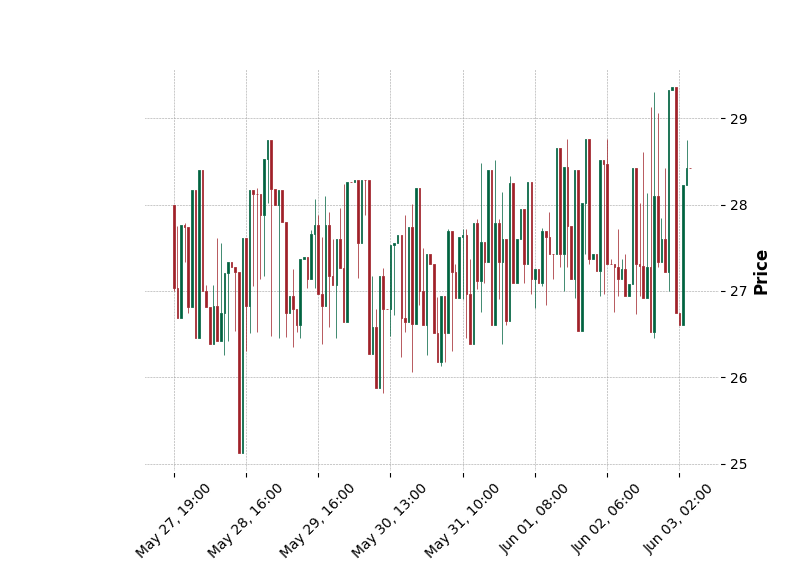 29
28
27
26
25
Price
May 27, 19:00
May 28, 16:00
May 29, 16:00
May 30, 13:00
May 31, 10:00
Jun 01, 08:00
Jun 02, 06:00
Jun 03, 02:00